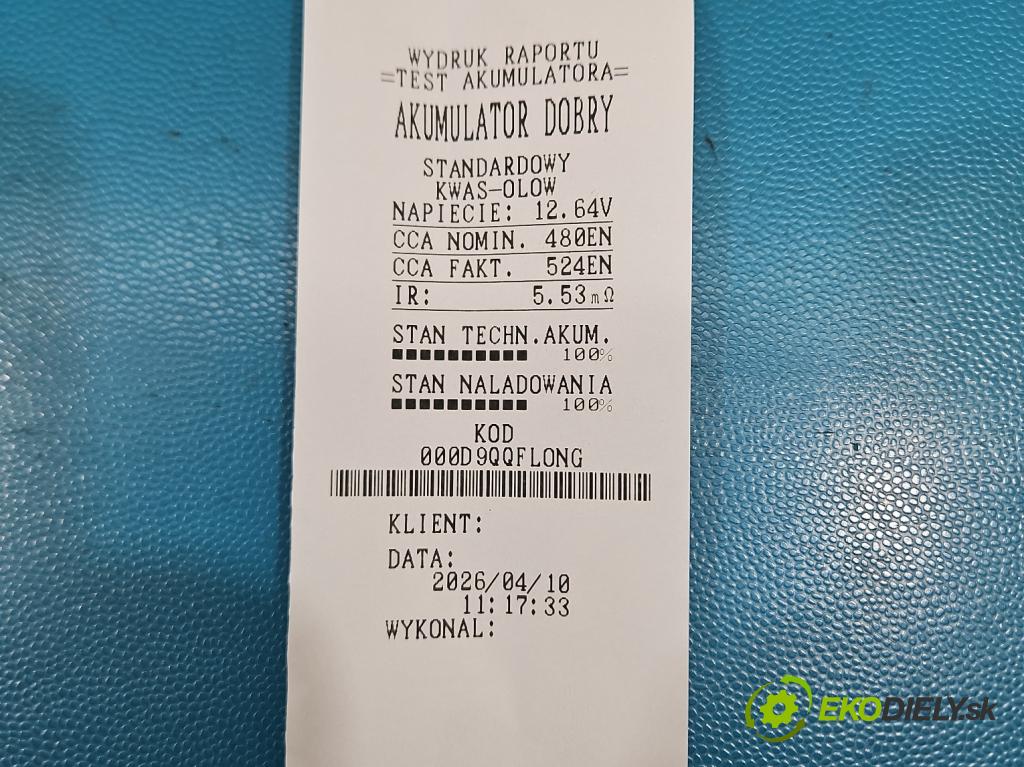 WYDRUK RAPORTU
=TEST AKUMULATORA=
AKUMULATOR DOBRY
STANDARDOWY
KWAS-OLOW
NAPIECIE: 12.64V
CCA NOMIN. 480EN
CCA FAKT. 524EN
IR: 5.53mΩ
STAN TECHN.AKUM.
100%
STAN NALADOWANIA
100%
KOD
000D9QQFLONG
KLIENT:
DATA:
2026/04/10
11:17:33
WYKONAL:
EKODIELY.sk